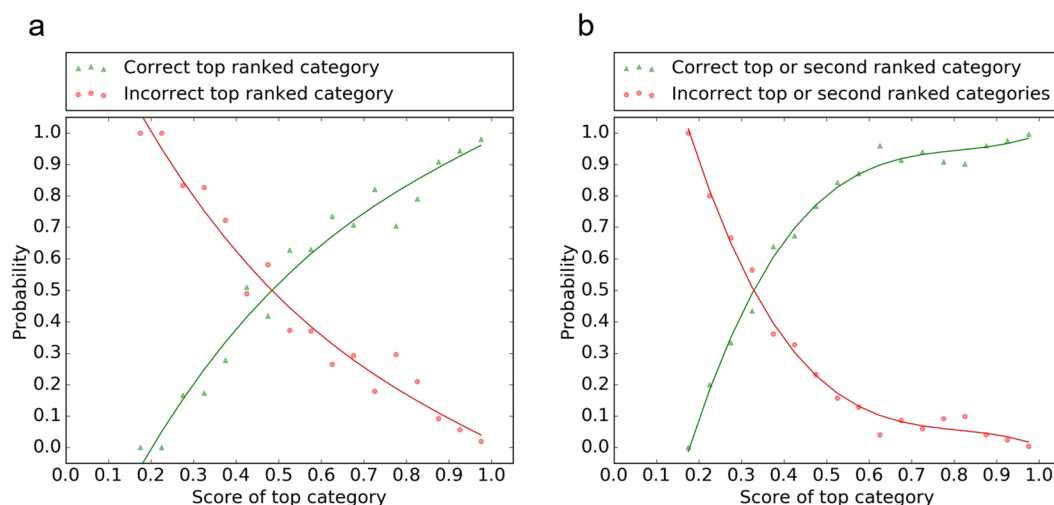 a
Correct top ranked category
Incorrect top ranked category
1.0
0.9
0.8
0.7
0.6
0.5
0.4
0.3
0.2
0.1
0.0
Probability
0.0 0.1 0.2 0.3 0.4 0.5 0.6 0.7 0.8 0.9 1.0
Score of top category
b
Correct top or second ranked category
Incorrect top or second ranked categories
1.0
0.9
0.8
0.7
0.6
0.5
0.4
0.3
0.2
0.1
0.0
Probability
0.0 0.1 0.2 0.3 0.4 0.5 0.6 0.7 0.8 0.9 1.0
Score of top category